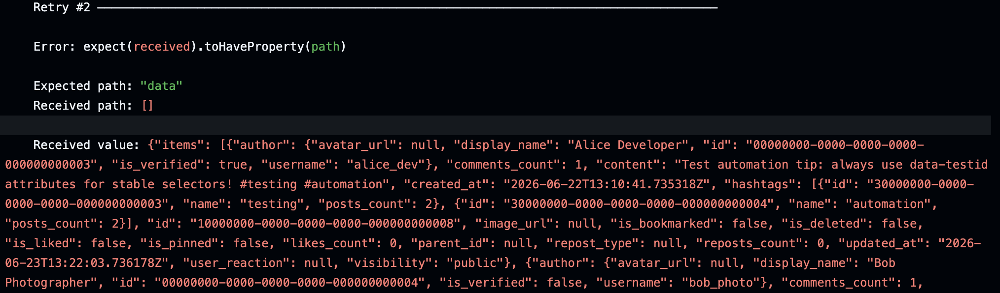 Retry #2 ───────────────────────────────────────────────────────────────────────────────────────
Error: expect(received).toHaveProperty(path)
Expected path: "data"
Received path: []
Received value: {"items": [{"author": {"avatar_url": null, "display_name": "Alice Developer", "id": "00000000-0000-0000-0000-
000000000003", "is_verified": true, "username": "alice_dev"}, "comments_count": 1, "content": "Test automation tip: always use data-testid
attributes for stable selectors! #testing #automation", "created_at": "2026-06-22T13:10:41.735318Z", "hashtags": [{"id": "30000000-0000-
0000-0000-000000000003", "name": "testing", "posts_count": 2}, {"id": "30000000-0000-0000-0000-000000000004", "name": "automation",
"posts_count": 2}], "id": "10000000-0000-0000-0000-000000000008", "image_url": null, "is_bookmarked": false, "is_deleted": false,
"is_liked": false, "is_pinned": false, "likes_count": 0, "parent_id": null, "repost_type": null, "reposts_count": 0, "updated_at": "2026-
06-23T13:22:03.736178Z", "user_reaction": null, "visibility": "public"}, {"author": {"avatar_url": null, "display_name": "Bob
Photographer", "id": "00000000-0000-0000-0000-000000000004", "is_verified": false, "username": "bob_photo"}, "comments_count": 1,